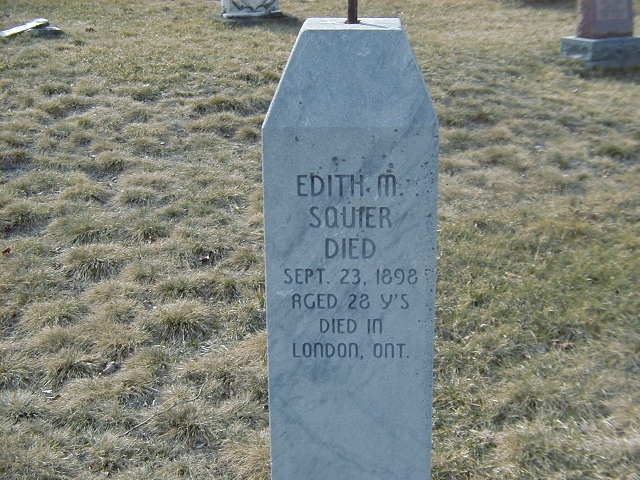 EDITH M.
SQUIER
DIED
SEPT. 23, 1898
AGED 28 Y'S
DIED IN
LONDON, ONT.